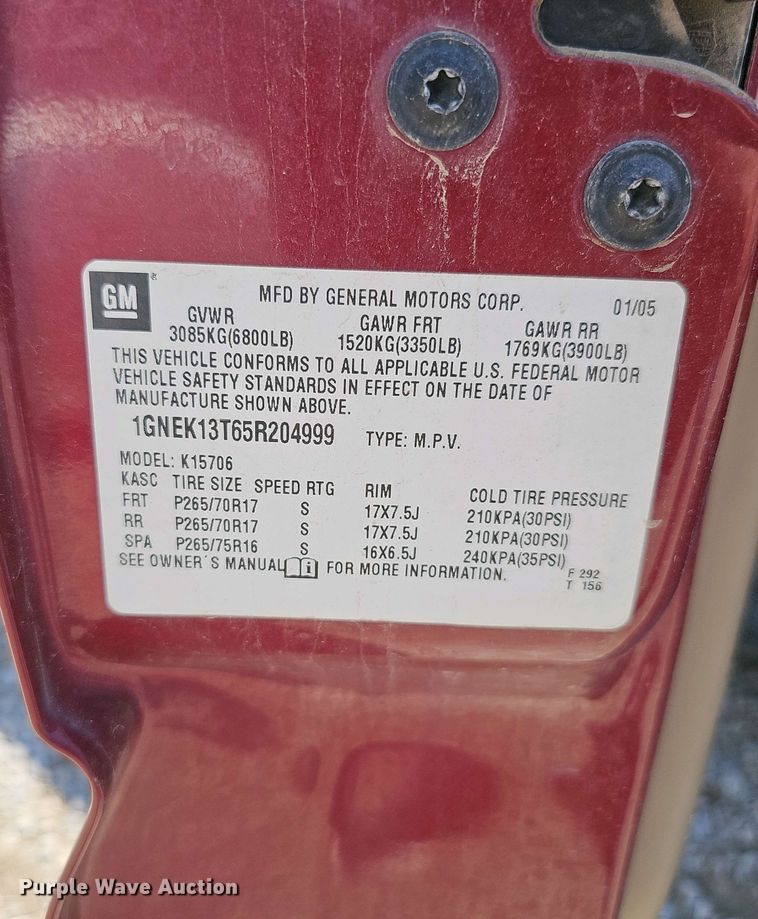 GM
MFD BY GENERAL MOTORS CORP. 01/05
GVWR GAWR FRT GAWR RR
3085KG(6800LB) 1520KG(3350LB) 1769KG(3900LB)
THIS VEHICLE CONFORMS TO ALL APPLICABLE U.S. FEDERAL MOTOR
VEHICLE SAFETY STANDARDS IN EFFECT ON THE DATE OF
MANUFACTURE SHOWN ABOVE.
1GNEK13T65R204999 TYPE: M.P.V.
MODEL: K15706
KASC TIRE SIZE SPEED RTG RIM COLD TIRE PRESSURE
FRT P265/70R17 S 17X7.5J 210KPA(30PSI)
RR P265/70R17 S 17X7.5J 210KPA(30PSI)
SPA P265/75R16 S 16X6.5J 240KPA(35PSI)
SEE OWNER'S MANUAL i FOR MORE INFORMATION.
F 292
T 156
Purple Wave Auction